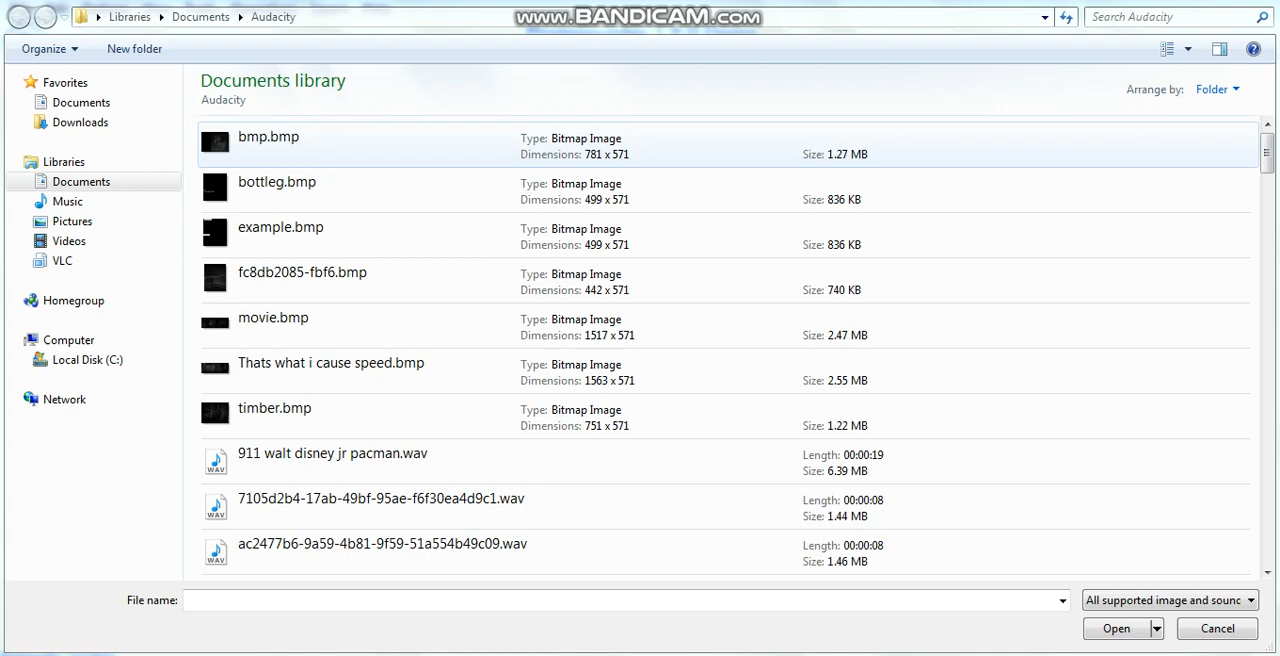 Libraries Documents Audacity
www.BANDICAM.com
Search Audacity
Organize New folder
Favorites
Documents
Downloads
Libraries
Documents
Music
Pictures
Videos
VLC
Homegroup
Computer
Local Disk (C:)
Network
Documents library
Audacity
Arrange by: Folder
bmp.bmp Type: Bitmap Image
Dimensions: 781 x 571 Size: 1.27 MB
bottleg.bmp Type: Bitmap Image
Dimensions: 499 x 571 Size: 836 KB
example.bmp Type: Bitmap Image
Dimensions: 499 x 571 Size: 836 KB
fc8db2085-fbf6.bmp Type: Bitmap Image
Dimensions: 442 x 571 Size: 740 KB
movie.bmp Type: Bitmap Image
Dimensions: 1517 x 571 Size: 2.47 MB
Thats what i cause speed.bmp Type: Bitmap Image
Dimensions: 1563 x 571 Size: 2.55 MB
timber.bmp Type: Bitmap Image
Dimensions: 751 x 571 Size: 1.22 MB
WAV 911 walt disney jr pacman.wav Length: 00:00:19
Size: 6.39 MB
WAV 7105d2b4-17ab-49bf-95ae-f6f30ea4d9c1.wav Length: 00:00:08
Size: 1.44 MB
WAV ac2477b6-9a59-4b81-9f59-51a554b49c09.wav Length: 00:00:08
Size: 1.46 MB
File name: All supported image and sounc
Open Cancel